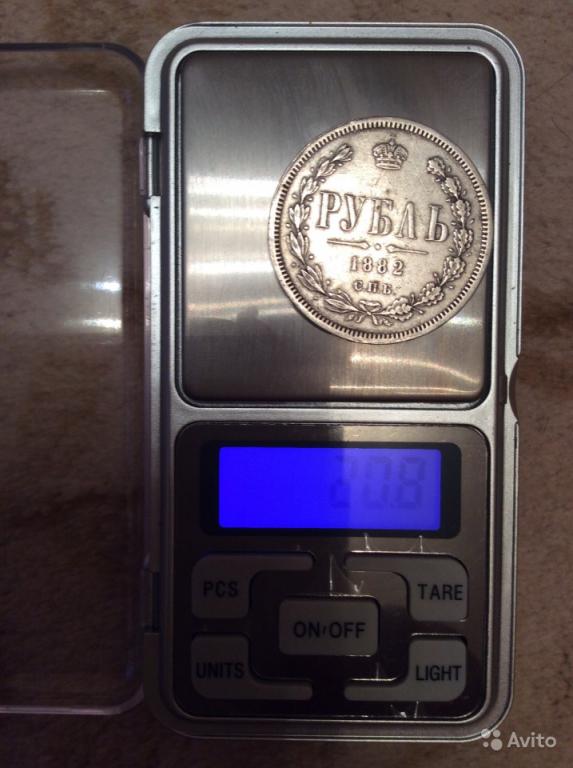 РУБЛЬ
1882
С.П.Б.
20.8
PCS
TARE
ON/OFF
UNITS
LIGHT
Avito